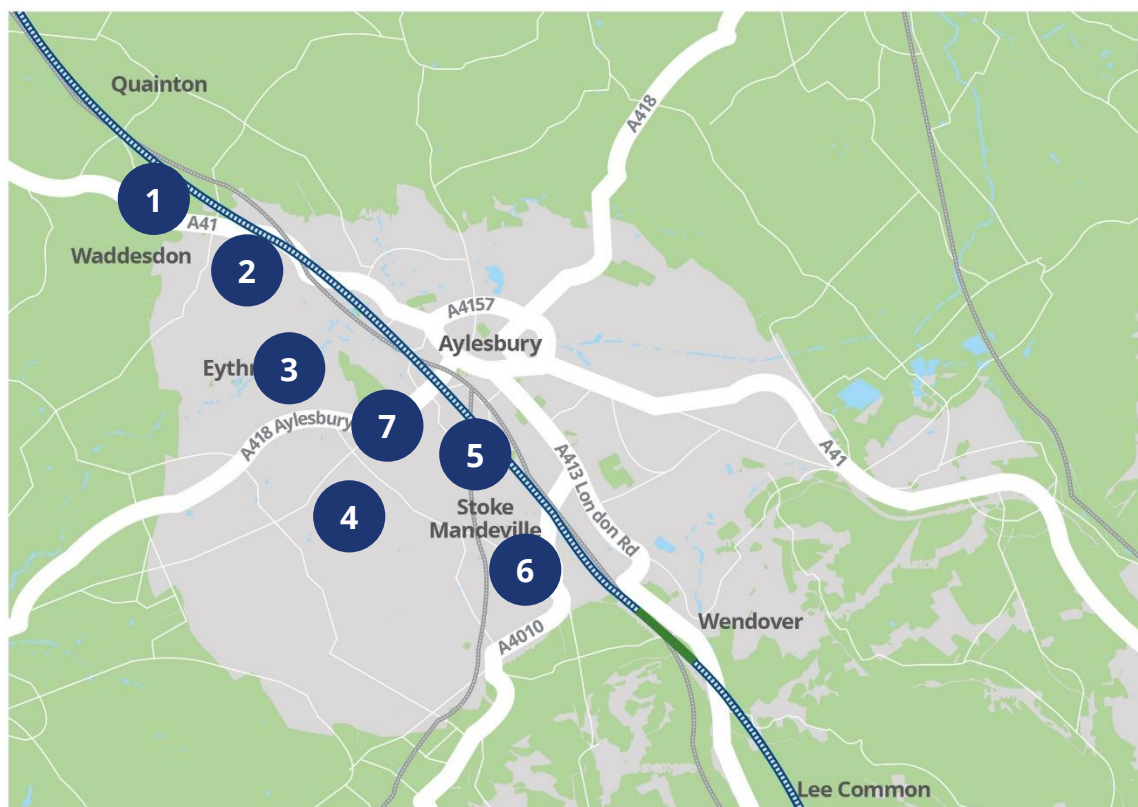 Quainton
A418
1
A41
Waddesdon
2
A4157
Aylesbury
3
A418 Aylesbury
7
5
A413 London Rd
A41
Stoke
Mandeville
4
6
Wendover
A4010
Lee Common